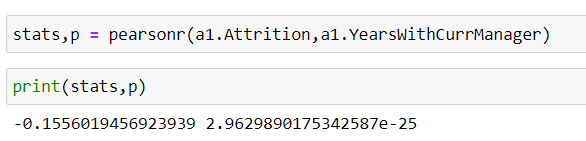 stats,p = pearsonr(a1.Attrition,a1.YearsWithCurrManager)
print(stats,p)
-0.1556019456923939 2.9629890175342587e-25